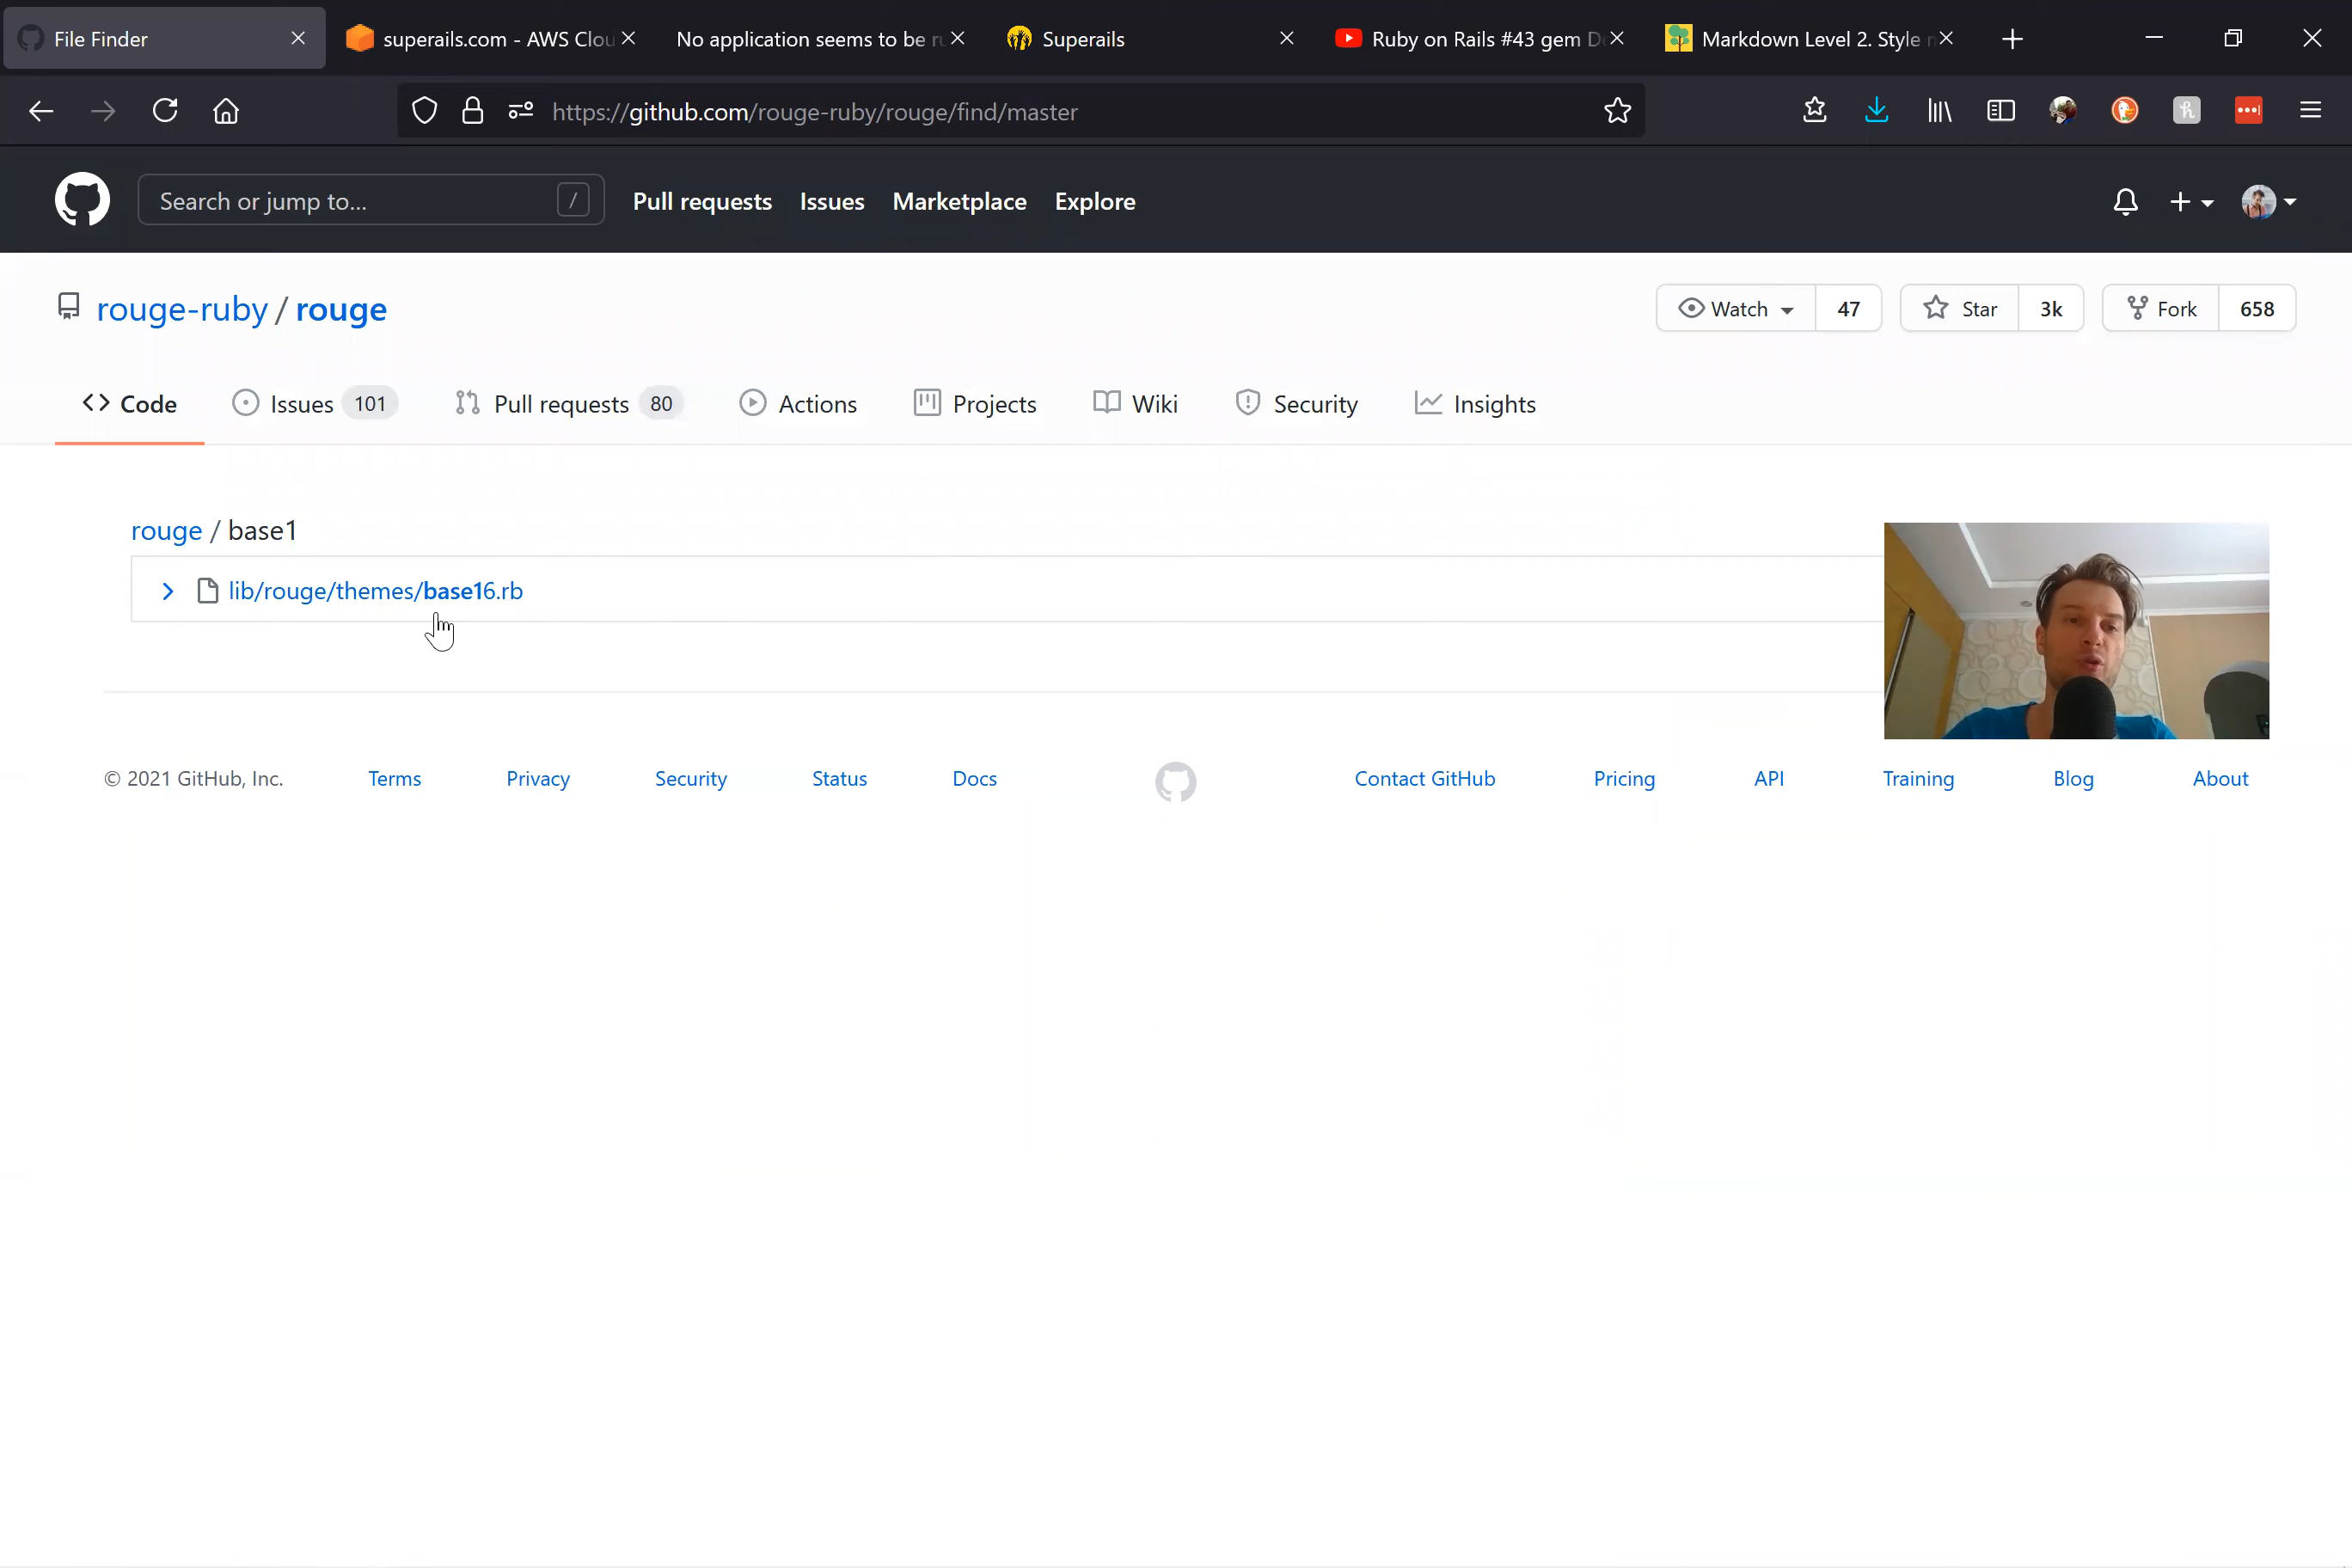 File Finder
superails.com - AWS Clou
No application seems to be ru
Superails
Ruby on Rails #43 gem D
Markdown Level 2. Style
https://github.com/rouge-ruby/rouge/find/master
Search or jump to... /
Pull requests
Issues
Marketplace
Explore
rouge-ruby / rouge
Watch 47
Star 3k
Fork 658
Code
Issues 101
Pull requests 80
Actions
Projects
Wiki
Security
Insights
rouge / base1
lib/rouge/themes/base16.rb
© 2021 GitHub, Inc.
Terms
Privacy
Security
Status
Docs
Contact GitHub
Pricing
API
Training
Blog
About